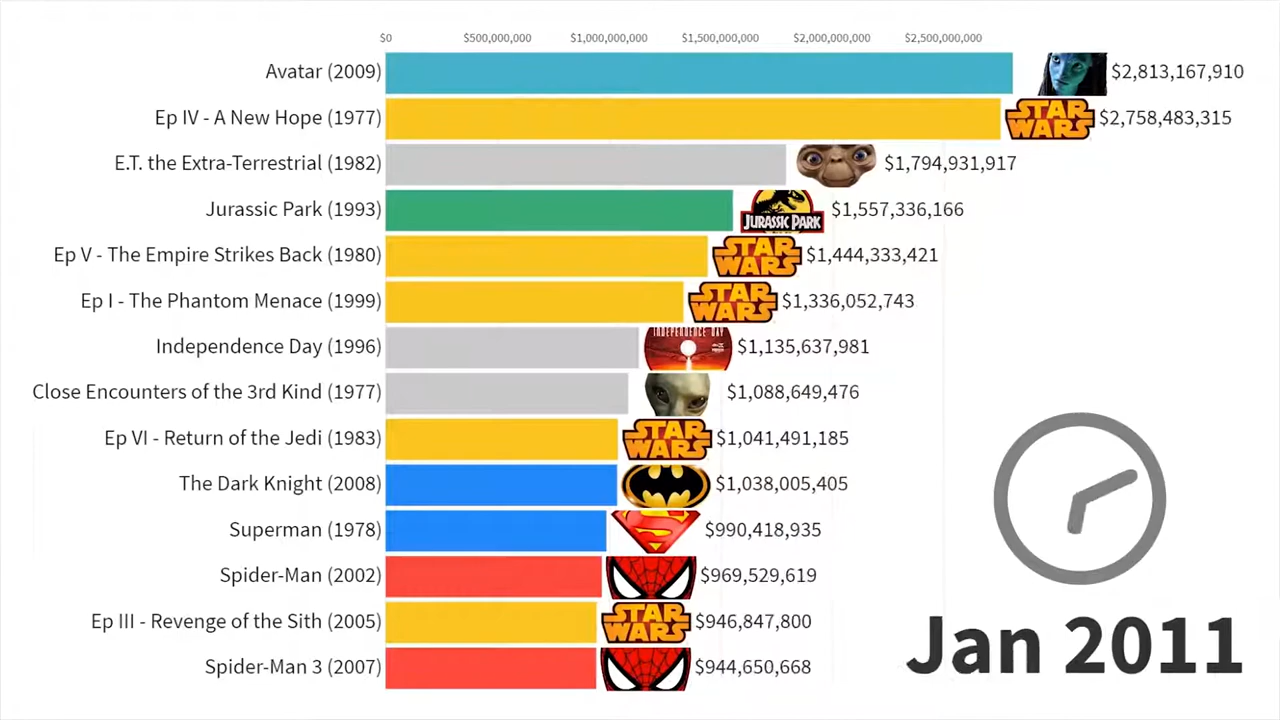 $0 $500,000,000 $1,000,000,000 $1,500,000,000 $2,000,000,000 $2,500,000,000
Avatar (2009) $2,813,167,910
Ep IV - A New Hope (1977) STAR WARS $2,758,483,315
E.T. the Extra-Terrestrial (1982) $1,794,931,917
Jurassic Park (1993) JURASSIC PARK $1,557,336,166
Ep V - The Empire Strikes Back (1980) STAR WARS $1,444,333,421
Ep I - The Phantom Menace (1999) STAR WARS $1,336,052,743
Independence Day (1996) INDEPENDENCE DAY $1,135,637,981
Close Encounters of the 3rd Kind (1977) $1,088,649,476
Ep VI - Return of the Jedi (1983) STAR WARS $1,041,491,185
The Dark Knight (2008) $1,038,005,405
Superman (1978) $990,418,935
Spider-Man (2002) $969,529,619
Ep III - Revenge of the Sith (2005) STAR WARS $946,847,800
Spider-Man 3 (2007) $944,650,668
Jan 2011